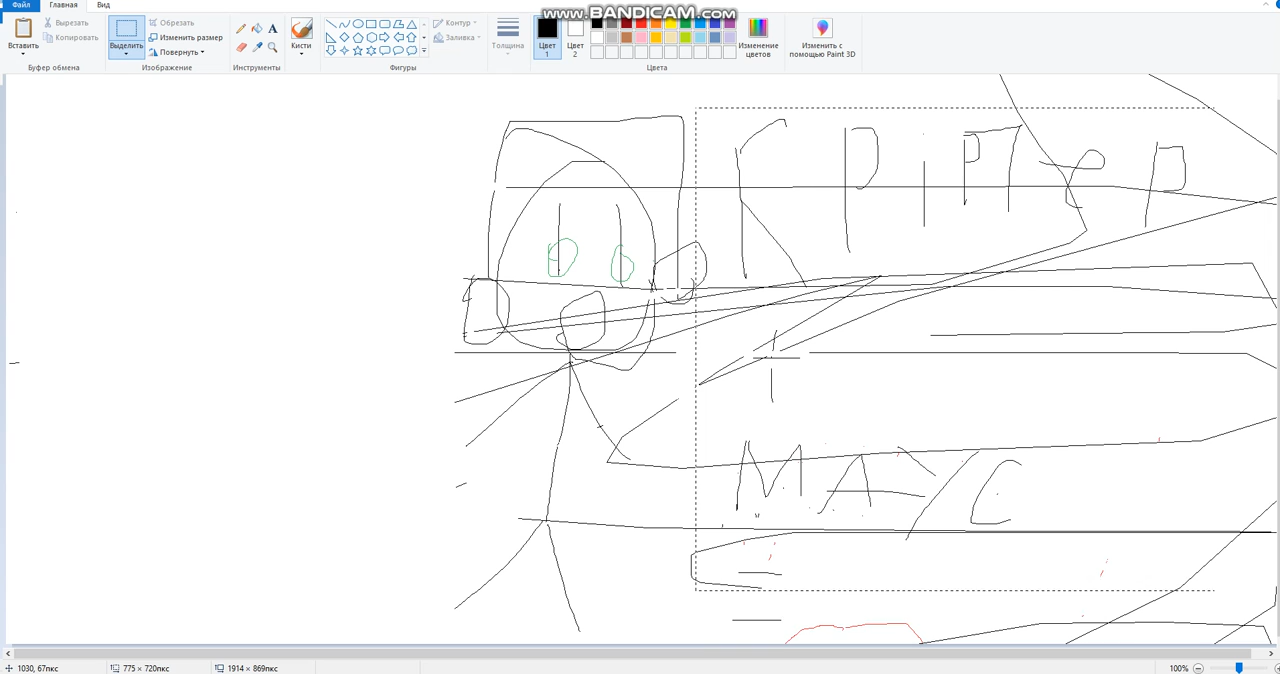 www.BANDICAM.com
Файл Главная Вид
Вставить
Выделить
Вырезать
Копировать
Обрезать
Изменить размер
Повернуть
Кисти
Контур
Заливка
Толщина
Цвет 1
Цвет 2
Изменение цветов
Изменить с помощью Paint 3D
Буфер обмена
Изображение
Инструменты
Фигуры
Цвета
+
МАУС
=
1030, 67пкс
775 × 720пкс
1914 × 869пкс
100%